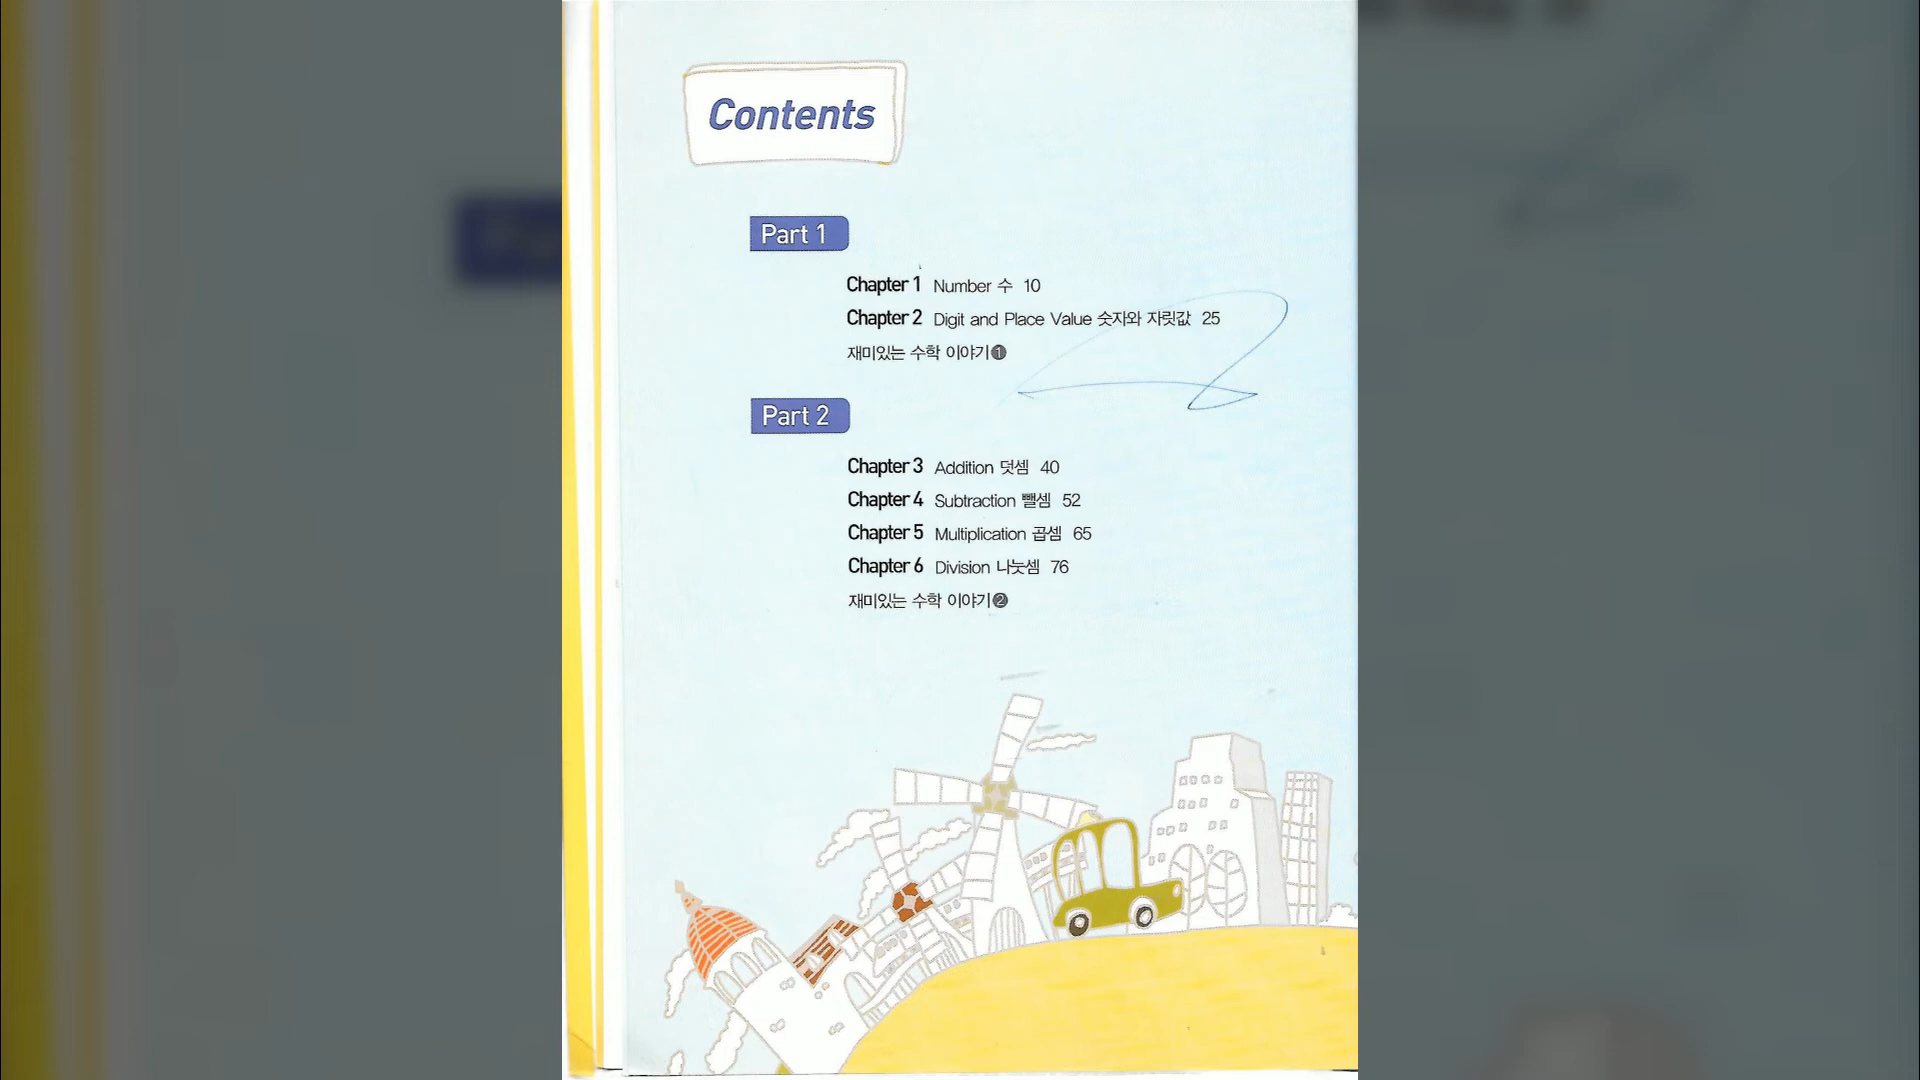 Contents
Part 1
Chapter 1 Number 수 10
Chapter 2 Digit and Place Value 숫자와 자릿값 25
재미있는 수학 이야기❶
Part 2
Chapter 3 Addition 덧셈 40
Chapter 4 Subtraction 뺄셈 52
Chapter 5 Multiplication 곱셈 65
Chapter 6 Division 나눗셈 76
재미있는 수학 이야기❷